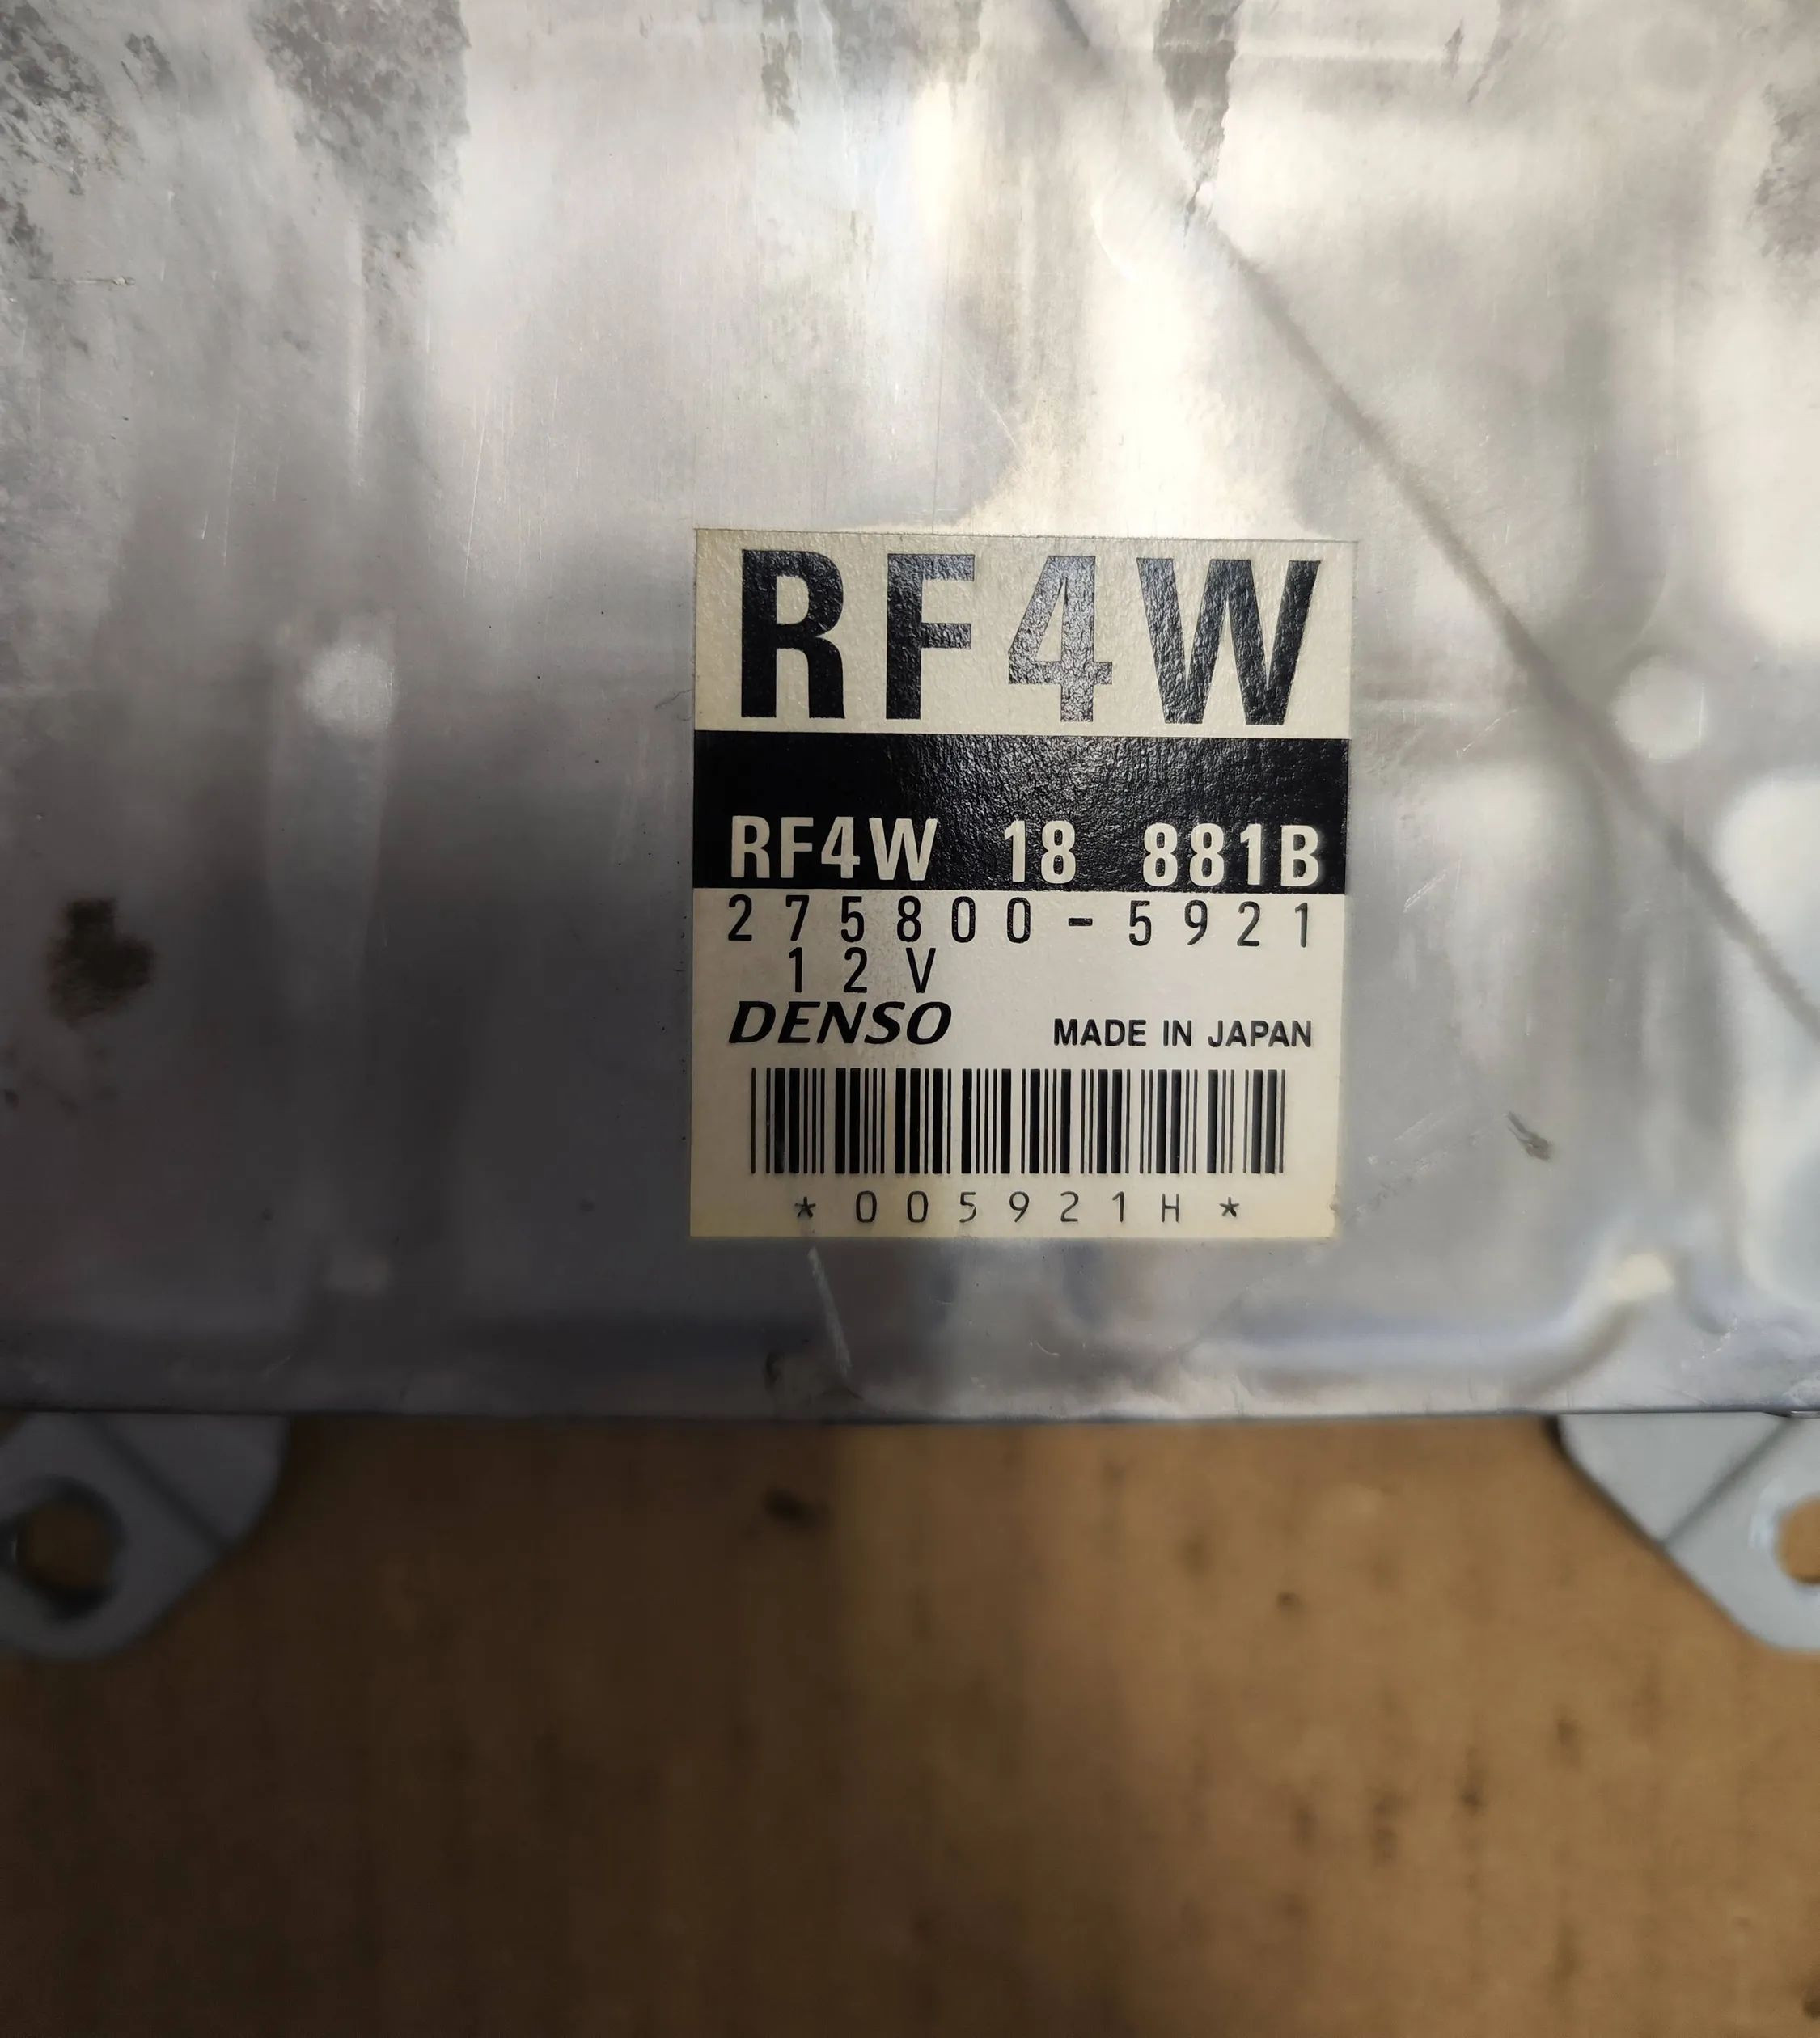 RF4W
RF4W 18 881B
275800-5921
12V
DENSO MADE IN JAPAN
*005921H*